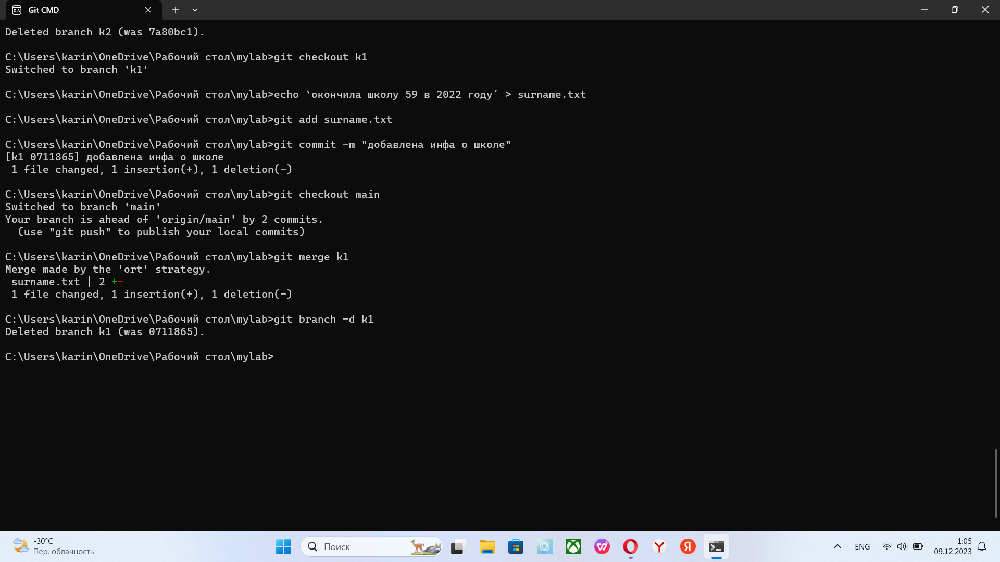 Git CMD
Deleted branch k2 (was 7a80bc1).
C:\Users\karin\OneDrive\Рабочий стол\mylab>git checkout k1
Switched to branch 'k1'
C:\Users\karin\OneDrive\Рабочий стол\mylab>echo `окончила школу 59 в 2022 году´ > surname.txt
C:\Users\karin\OneDrive\Рабочий стол\mylab>git add surname.txt
C:\Users\karin\OneDrive\Рабочий стол\mylab>git commit -m "добавлена инфа о школе"
[k1 0711865] добавлена инфа о школе
 1 file changed, 1 insertion(+), 1 deletion(-)
C:\Users\karin\OneDrive\Рабочий стол\mylab>git checkout main
Switched to branch 'main'
Your branch is ahead of 'origin/main' by 2 commits.
  (use "git push" to publish your local commits)
C:\Users\karin\OneDrive\Рабочий стол\mylab>git merge k1
Merge made by the 'ort' strategy.
 surname.txt | 2 +-
 1 file changed, 1 insertion(+), 1 deletion(-)
C:\Users\karin\OneDrive\Рабочий стол\mylab>git branch -d k1
Deleted branch k1 (was 0711865).
C:\Users\karin\OneDrive\Рабочий стол\mylab>
-30°C
Пер. облачность
Поиск
ENG
1:05
09.12.2023